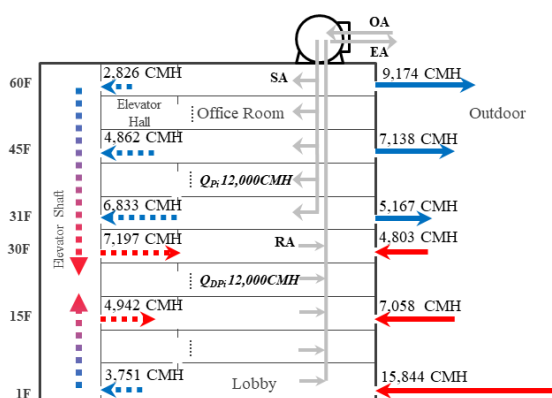 OA
EA
2,826 CMH
SA
9,174 CMH
60F
Elevator
Hall
Office Room
Outdoor
4,862 CMH
7,138 CMH
45F
Q_Pi 12,000CMH
Elevator Shaft
6,833 CMH
5,167 CMH
31F
7,197 CMH
RA
4,803 CMH
30F
Q_DPi 12,000CMH
4,942 CMH
7,058 CMH
15F
3,751 CMH
Lobby
15,844 CMH
1F